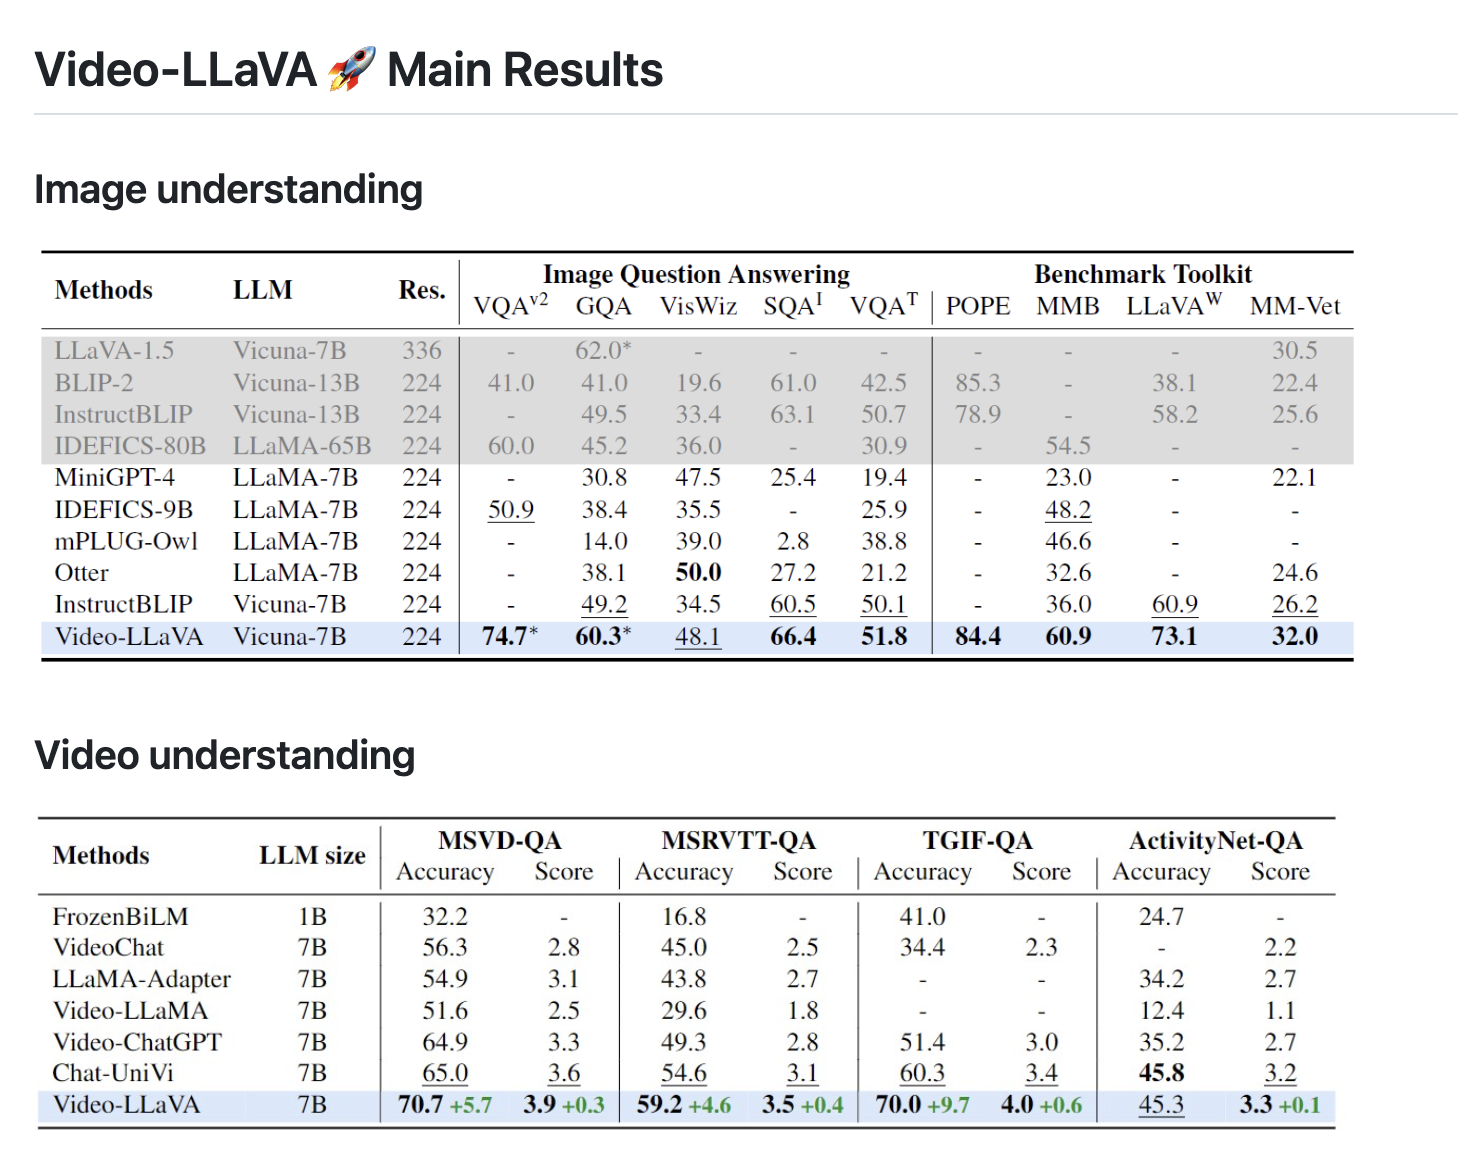 Video-LLaVA 🚀 Main Results
Image understanding
Methods LLM Res. Image Question Answering Benchmark Toolkit
VQAv2 GQA VisWiz SQAI VQAT POPE MMB LLaVAW MM-Vet
LLaVA-1.5 Vicuna-7B 336 - 62.0* - - - - - - 30.5
BLIP-2 Vicuna-13B 224 41.0 41.0 19.6 61.0 42.5 85.3 - 38.1 22.4
InstructBLIP Vicuna-13B 224 - 49.5 33.4 63.1 50.7 78.9 - 58.2 25.6
IDEFICS-80B LLaMA-65B 224 60.0 45.2 36.0 - 30.9 - 54.5 - -
MiniGPT-4 LLaMA-7B 224 - 30.8 47.5 25.4 19.4 - 23.0 - 22.1
IDEFICS-9B LLaMA-7B 224 50.9 38.4 35.5 - 25.9 - 48.2 - -
mPLUG-Owl LLaMA-7B 224 - 14.0 39.0 2.8 38.8 - 46.6 - -
Otter LLaMA-7B 224 - 38.1 50.0 27.2 21.2 - 32.6 - 24.6
InstructBLIP Vicuna-7B 224 - 49.2 34.5 60.5 50.1 - 36.0 60.9 26.2
Video-LLaVA Vicuna-7B 224 74.7* 60.3* 48.1 66.4 51.8 84.4 60.9 73.1 32.0
Video understanding
Methods LLM size MSVD-QA MSRVTT-QA TGIF-QA ActivityNet-QA
Accuracy Score Accuracy Score Accuracy Score Accuracy Score
FrozenBiLM 1B 32.2 - 16.8 - 41.0 - 24.7 -
VideoChat 7B 56.3 2.8 45.0 2.5 34.4 2.3 - 2.2
LLaMA-Adapter 7B 54.9 3.1 43.8 2.7 - - 34.2 2.7
Video-LLaMA 7B 51.6 2.5 29.6 1.8 - - 12.4 1.1
Video-ChatGPT 7B 64.9 3.3 49.3 2.8 51.4 3.0 35.2 2.7
Chat-UniVi 7B 65.0 3.6 54.6 3.1 60.3 3.4 45.8 3.2
Video-LLaVA 7B 70.7 +5.7 3.9 +0.3 59.2 +4.6 3.5 +0.4 70.0 +9.7 4.0 +0.6 45.3 3.3 +0.1